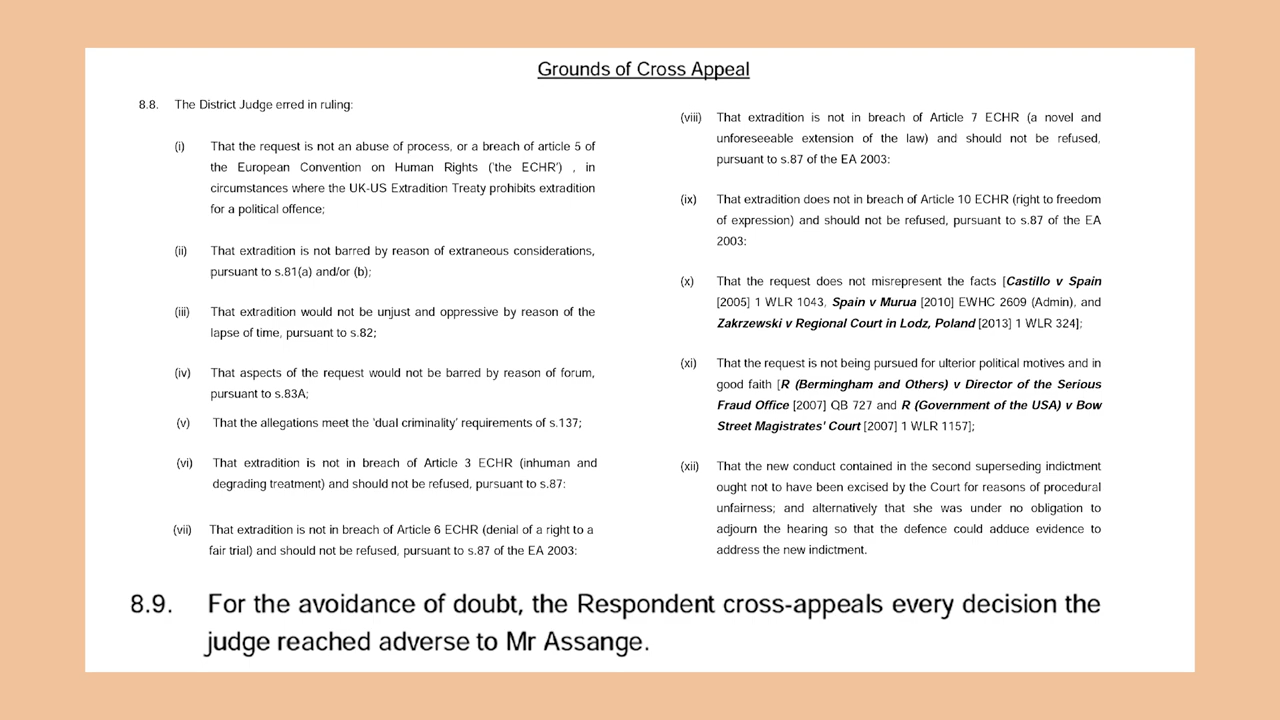 Grounds of Cross Appeal
8.8. The District Judge erred in ruling:
(i) That the request is not an abuse of process, or a breach of article 5 of
the European Convention on Human Rights ('the ECHR') , in
circumstances where the UK-US Extradition Treaty prohibits extradition
for a political offence;
(ii) That extradition is not barred by reason of extraneous considerations,
pursuant to s.81(a) and/or (b);
(iii) That extradition would not be unjust and oppressive by reason of the
lapse of time, pursuant to s.82;
(iv) That aspects of the request would not be barred by reason of forum,
pursuant to s.83A;
(v) That the allegations meet the 'dual criminality' requirements of s.137;
(vi) That extradition is not in breach of Article 3 ECHR (inhuman and
degrading treatment) and should not be refused, pursuant to s.87:
(vii) That extradition is not in breach of Article 6 ECHR (denial of a right to a
fair trial) and should not be refused, pursuant to s.87 of the EA 2003:
(viii) That extradition is not in breach of Article 7 ECHR (a novel and
unforeseeable extension of the law) and should not be refused,
pursuant to s.87 of the EA 2003:
(ix) That extradition does not in breach of Article 10 ECHR (right to freedom
of expression) and should not be refused, pursuant to s.87 of the EA
2003:
(x) That the request does not misrepresent the facts [Castillo v Spain
[2005] 1 WLR 1043, Spain v Murua [2010] EWHC 2609 (Admin), and
Zakrzewski v Regional Court in Lodz, Poland [2013] 1 WLR 324];
(xi) That the request is not being pursued for ulterior political motives and in
good faith [R (Bermingham and Others) v Director of the Serious
Fraud Office [2007] QB 727 and R (Government of the USA) v Bow
Street Magistrates' Court [2007] 1 WLR 1157];
(xii) That the new conduct contained in the second superseding indictment
ought not to have been excised by the Court for reasons of procedural
unfairness; and alternatively that she was under no obligation to
adjourn the hearing so that the defence could adduce evidence to
address the new indictment.
8.9. For the avoidance of doubt, the Respondent cross-appeals every decision the
judge reached adverse to Mr Assange.